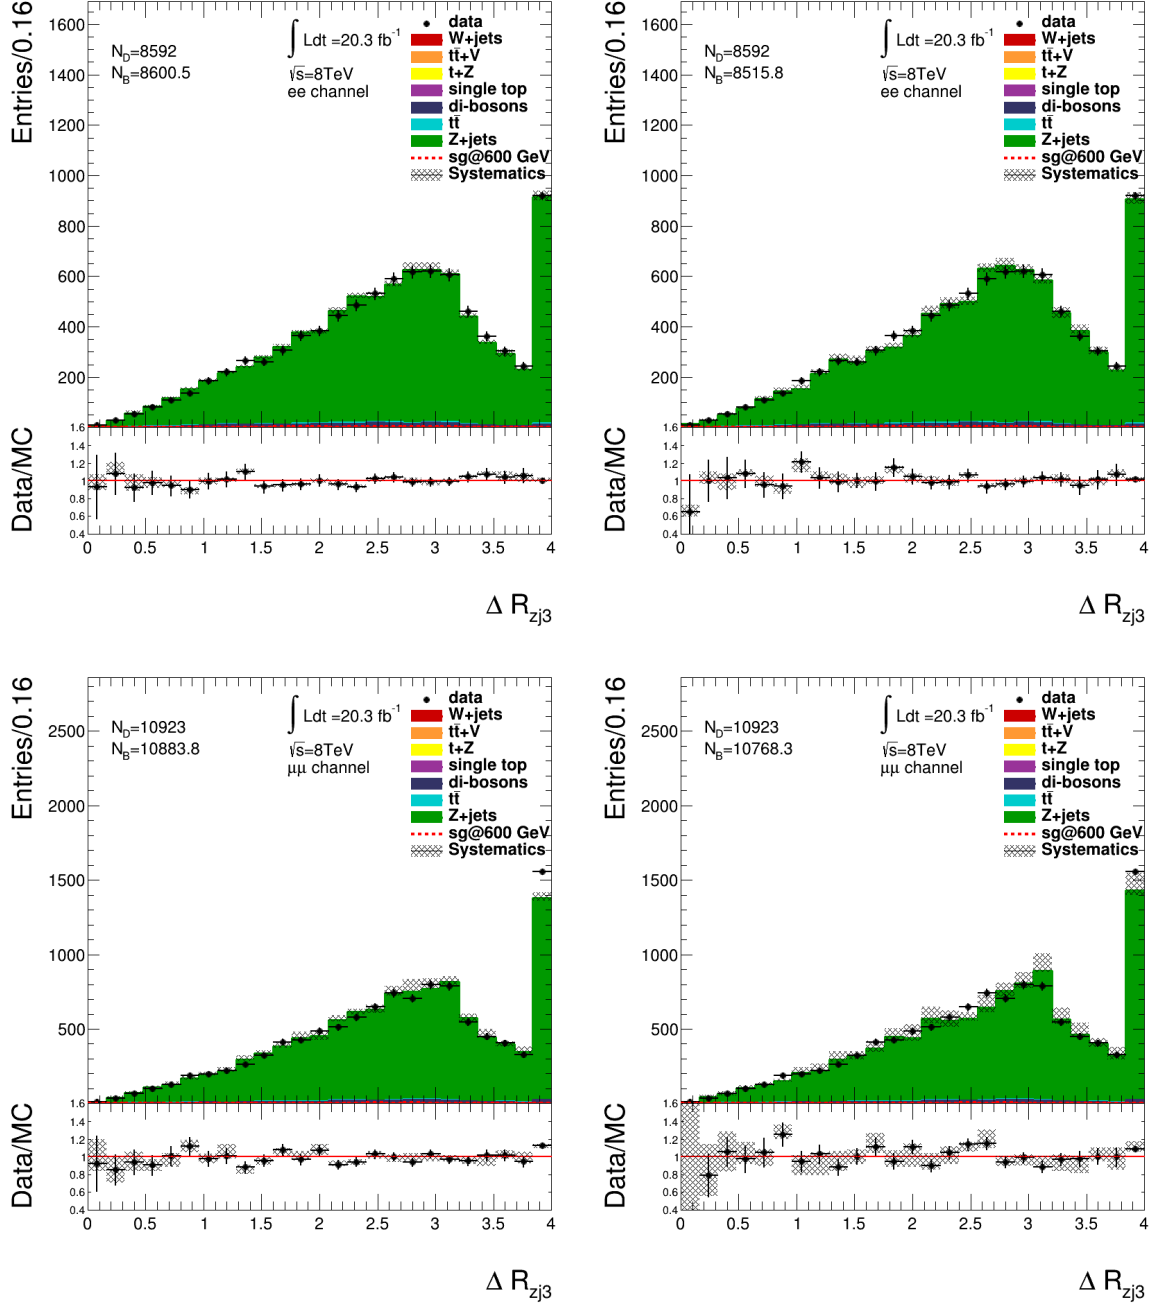 Entries/0.16
1600
1400
1200
1000
800
600
400
200
N_D=8592
N_B=8600.5
∫ Ldt =20.3 fb⁻¹
√s=8TeV
ee channel
data
W+jets
tt̄+V
t+Z
single top
di-bosons
tt̄
Z+jets
sg@600 GeV
Systematics
Data/MC
1.6
1.4
1.2
1
0.8
0.6
0.4
0 0.5 1 1.5 2 2.5 3 3.5 4
Δ R_zj3
Entries/0.16
1600
1400
1200
1000
800
600
400
200
N_D=8592
N_B=8515.8
∫ Ldt =20.3 fb⁻¹
√s=8TeV
ee channel
data
W+jets
tt̄+V
t+Z
single top
di-bosons
tt̄
Z+jets
sg@600 GeV
Systematics
Data/MC
1.6
1.4
1.2
1
0.8
0.6
0.4
0 0.5 1 1.5 2 2.5 3 3.5 4
Δ R_zj3
Entries/0.16
2500
2000
1500
1000
500
N_D=10923
N_B=10883.8
∫ Ldt =20.3 fb⁻¹
√s=8TeV
μμ channel
data
W+jets
tt̄+V
t+Z
single top
di-bosons
tt̄
Z+jets
sg@600 GeV
Systematics
Data/MC
1.6
1.4
1.2
1
0.8
0.6
0.4
0 0.5 1 1.5 2 2.5 3 3.5 4
Δ R_zj3
Entries/0.16
2500
2000
1500
1000
500
N_D=10923
N_B=10768.3
∫ Ldt =20.3 fb⁻¹
√s=8TeV
μμ channel
data
W+jets
tt̄+V
t+Z
single top
di-bosons
tt̄
Z+jets
sg@600 GeV
Systematics
Data/MC
1.6
1.4
1.2
1
0.8
0.6
0.4
0 0.5 1 1.5 2 2.5 3 3.5 4
Δ R_zj3